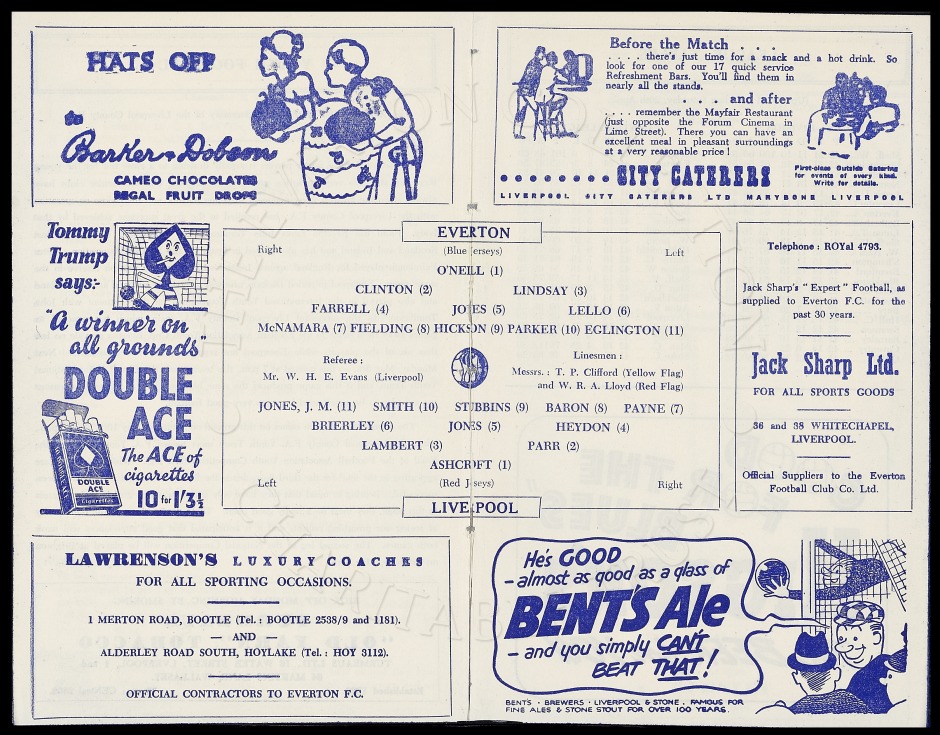 HATS OFF
to
Barker & Dobson
CAMEO CHOCOLATES
REGAL FRUIT DROPS
Before the Match . . .
. . . . there's just time for a snack and a hot drink. So
look for one of our 17 quick service
Refreshment Bars. You'll find them in
nearly all the stands.
. . . and after
. . . . remember the Mayfair Restaurant
(just opposite the Forum Cinema in
Lime Street). There you can have an
excellent meal in pleasant surroundings
at a very reasonable price !
CITY CATERERS
First-class Outside Catering
for events of every kind.
Write for details.
LIVERPOOL CITY CATERERS LTD MARYBONE LIVERPOOL
Tommy
Trump
says:-
"A winner on
all grounds"
DOUBLE
ACE
The ACE of
cigarettes
10 for 1/3½
DOUBLE
ACE
Cigarettes
EVERTON
(Blue Jerseys)
Right
Left
O'NEILL (1)
CLINTON (2) LINDSAY (3)
FARRELL (4) JONES (5) LELLO (6)
McNAMARA (7) FIELDING (8) HICKSON (9) PARKER (10) EGLINGTON (11)
Referee :
Mr. W. H. E. Evans (Liverpool)
Linesmen :
Messrs. : T. P. Clifford (Yellow Flag)
and W. R. A. Lloyd (Red Flag)
JONES, J. M. (11) SMITH (10) STUBBINS (9) BARON (8) PAYNE (7)
BRIERLEY (6) JONES (5) HEYDON (4)
LAMBERT (3) PARR (2)
ASHCROFT (1)
Left
(Red Jerseys)
Right
LIVERPOOL
Telephone : ROYal 4793.
Jack Sharp's "Expert" Football, as
supplied to Everton F.C. for the
past 30 years.
Jack Sharp Ltd.
FOR ALL SPORTS GOODS
36 and 38 WHITECHAPEL,
LIVERPOOL.
Official Suppliers to the Everton
Football Club Co. Ltd.
LAWRENSON'S LUXURY COACHES
FOR ALL SPORTING OCCASIONS.
1 MERTON ROAD, BOOTLE (Tel. : BOOTLE 2538/9 and 1181).
— AND —
ALDERLEY ROAD SOUTH, HOYLAKE (Tel. : HOY 3112).
OFFICIAL CONTRACTORS TO EVERTON F.C.
He's GOOD
– almost as good as a glass of
BENT'S Ale
– and you simply CAN'T
BEAT THAT !
BENTS · BREWERS · LIVERPOOL & STONE. FAMOUS FOR
FINE ALES & STONE STOUT FOR OVER 100 YEARS.